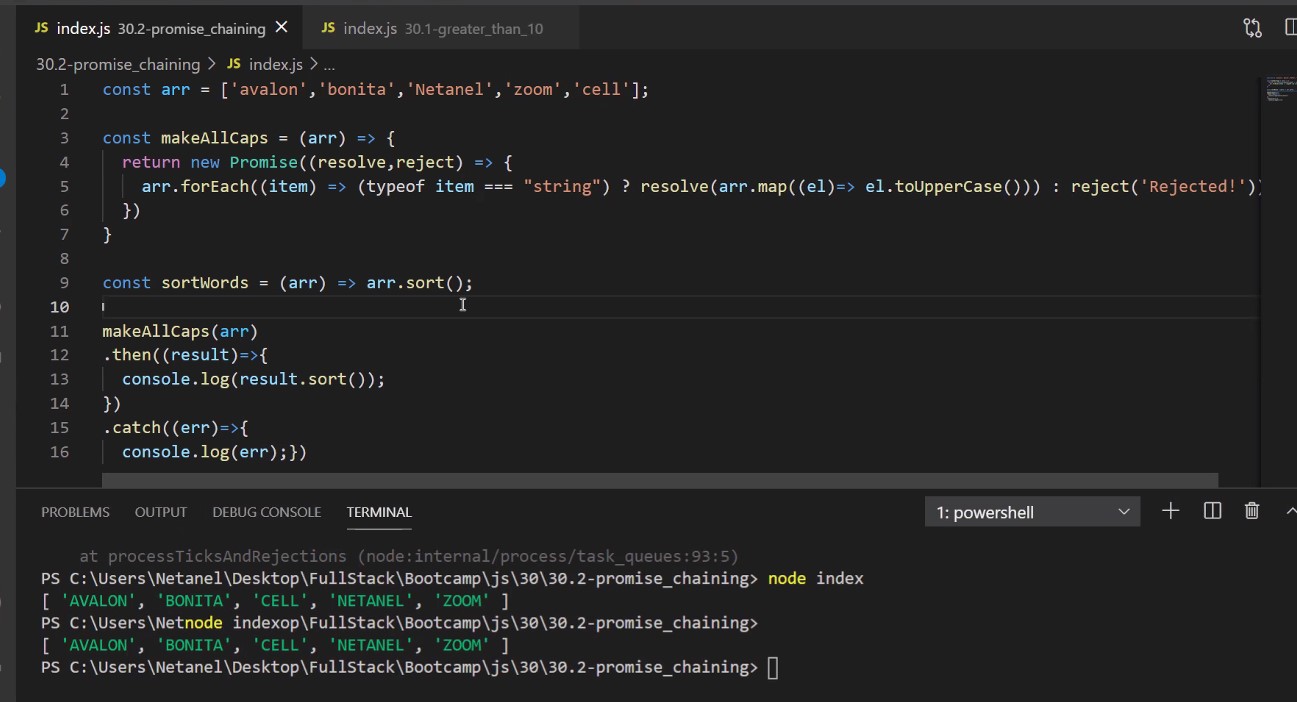 JS index.js 30.2-promise_chaining × JS index.js 30.1-greater_than_10
30.2-promise_chaining > JS index.js > ...
1 const arr = ['avalon','bonita','Netanel','zoom','cell'];
2
3 const makeAllCaps = (arr) => {
4 return new Promise((resolve,reject) => {
5 arr.forEach((item) => (typeof item === "string") ? resolve(arr.map((el)=> el.toUpperCase())) : reject('Rejected!'))
6 })
7 }
8
9 const sortWords = (arr) => arr.sort();
10
11 makeAllCaps(arr)
12 .then((result)=>{
13 console.log(result.sort());
14 })
15 .catch((err)=>{
16 console.log(err);})
PROBLEMS OUTPUT DEBUG CONSOLE TERMINAL 1: powershell
at processTicksAndRejections (node:internal/process/task_queues:93:5)
PS C:\Users\Netanel\Desktop\FullStack\Bootcamp\js\30\30.2-promise_chaining> node index
[ 'AVALON', 'BONITA', 'CELL', 'NETANEL', 'ZOOM' ]
PS C:\Users\Netnode indexop\FullStack\Bootcamp\js\30\30.2-promise_chaining>
[ 'AVALON', 'BONITA', 'CELL', 'NETANEL', 'ZOOM' ]
PS C:\Users\Netanel\Desktop\FullStack\Bootcamp\js\30\30.2-promise_chaining>